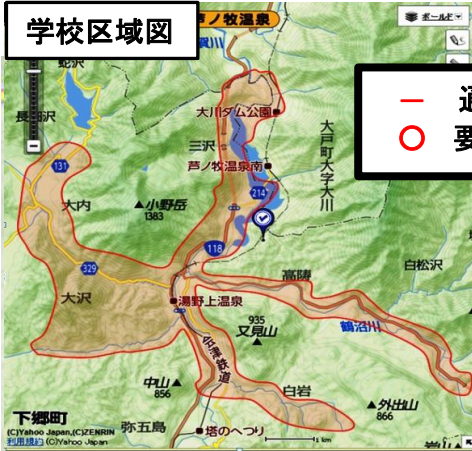 学校区域図
芦ノ牧温泉
ボールド
蛇沢
大川ダム公園
三沢
大戸町大字大川
芦ノ牧温泉南
131
214
大内
小野岳
1383
118
白松沢
329
高陦
大沢
湯野上温泉
935
又見山
鶴沼川
会津鉄道
中山
856
白岩
外出山
866
下郷町
弥五島
塔のへつり
1 km
(C)Yahoo Japan,(C)ZENRIN
利用規約 (C)Yahoo Japan
要